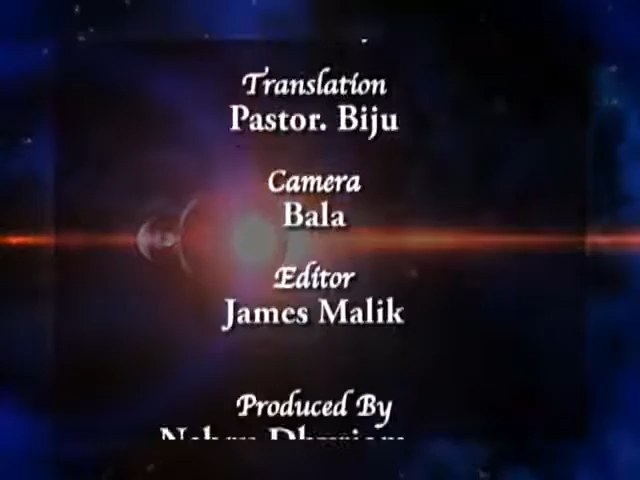 Translation
Pastor. Biju
Camera
Bala
Editor
James Malik
Produced By